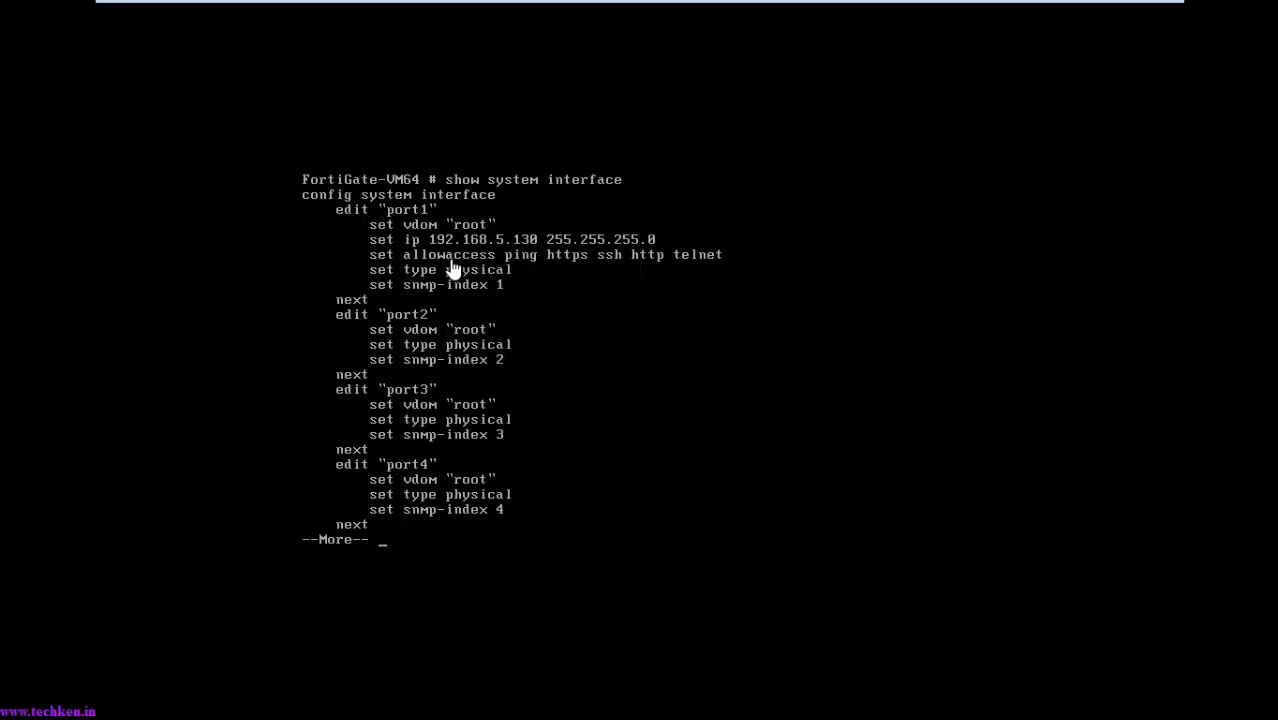 FortiGate-VM64 # show system interface
config system interface
    edit "port1"
        set vdom "root"
        set ip 192.168.5.130 255.255.255.0
        set allowaccess ping https ssh http telnet
        set type physical
        set snmp-index 1
    next
    edit "port2"
        set vdom "root"
        set type physical
        set snmp-index 2
    next
    edit "port3"
        set vdom "root"
        set type physical
        set snmp-index 3
    next
    edit "port4"
        set vdom "root"
        set type physical
        set snmp-index 4
    next
--More-- _
www.techken.in